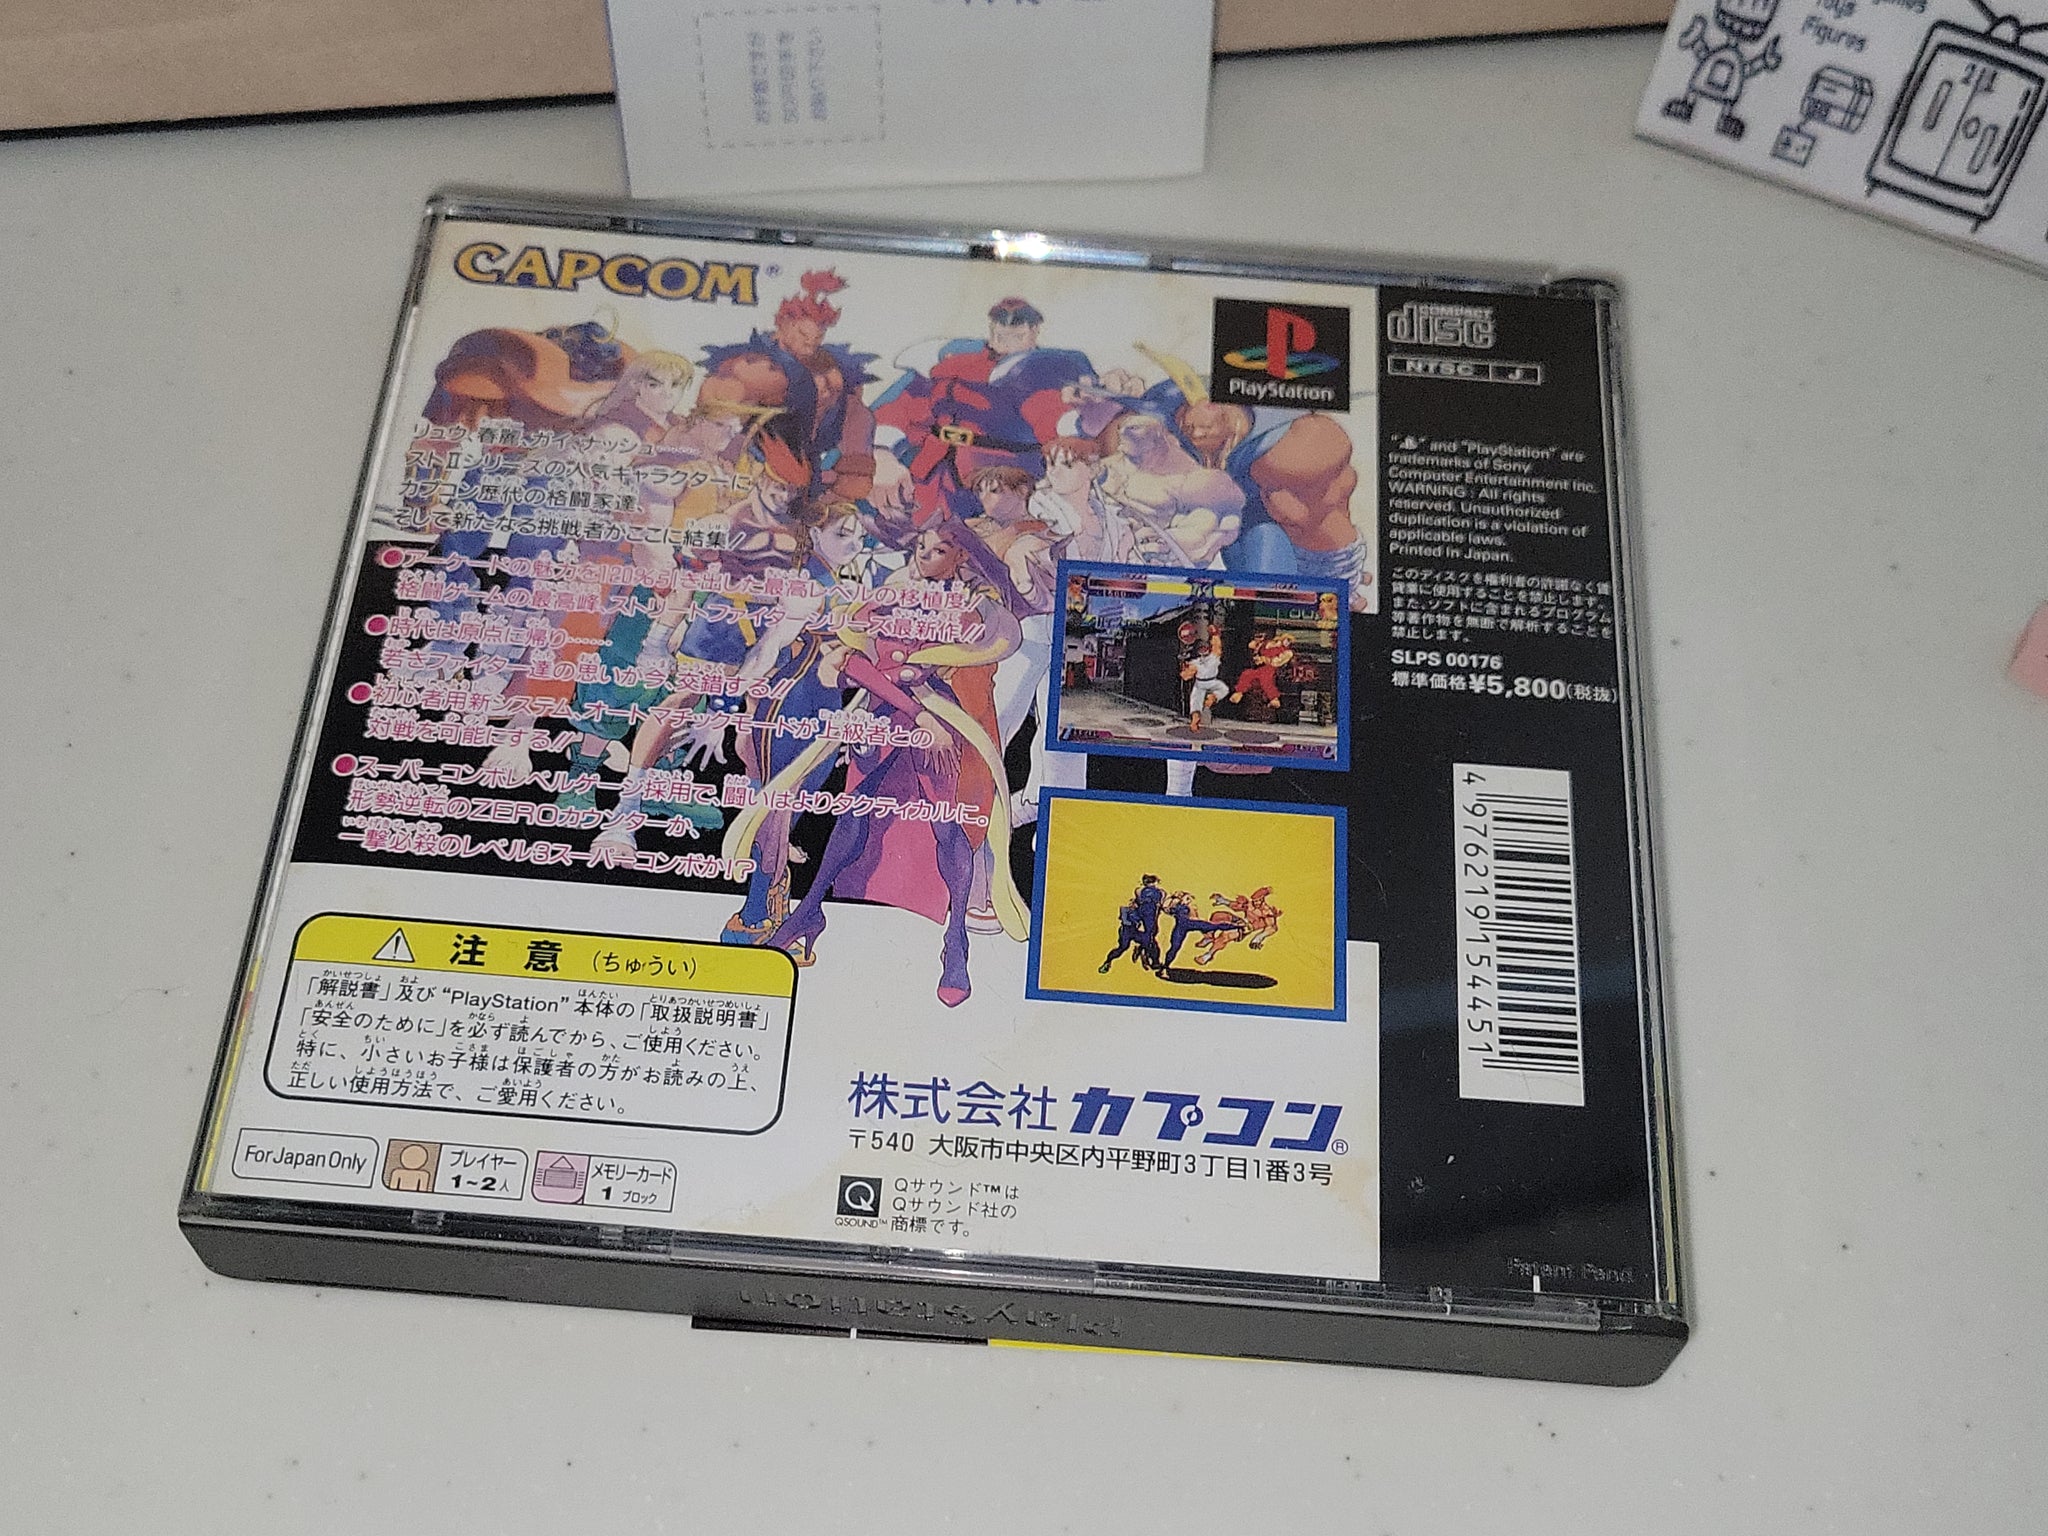 Toys
Figures
CAPCOM®
PlayStation
COMPACT
disc
NTSC J
リュウ、春麗、ガイ、ナッシュ……
ストⅡシリーズの人気キャラクターに
カプコン歴代の格闘家達、
そして新たなる挑戦者がここに結集!
●アーケードの魅力を120%引き出した最高レベルの移植度!!
格闘ゲームの最高峰、ストリートファイターシリーズ最新作!!
●時代は原点に帰り……
若きファイター達の思いが今、交錯する!!
●初心者用新システム、オートマチックモードが上級者との
対戦を可能にする!!
●スーパーコンボレベルゲージ採用で、闘いはよりタクティカルに。
形勢逆転のZEROカウンターか、
一撃必殺のレベル3スーパーコンボか!?
" " and "PlayStation" are
trademarks of Sony
Computer Entertainment Inc.
WARNING : All rights
reserved. Unauthorized
duplication is a violation of
applicable laws.
Printed in Japan.
このディスクを権利者の許諾なく賃
貸業に使用することを禁止します。
また、ソフトに含まれるプログラム
等著作物を無断で解析することを
禁止します。
SLPS 00176
標準価格¥5,800(税抜)
4 976219 154451
注意(ちゅうい)
「解説書」及び"PlayStation"本体の「取扱説明書」
「安全のために」を必ず読んでから、ご使用ください。
特に、小さいお子様は保護者の方がお読みの上、
正しい使用方法で、ご愛用ください。
For Japan Only
プレイヤー
1~2人
メモリーカード
1 ブロック
株式会社カプコン®
〒540 大阪市中央区内平野町3丁目1番3号
QSOUND™
Qサウンド™は
Qサウンド社の
商標です。
Patent Pend
PlayStation